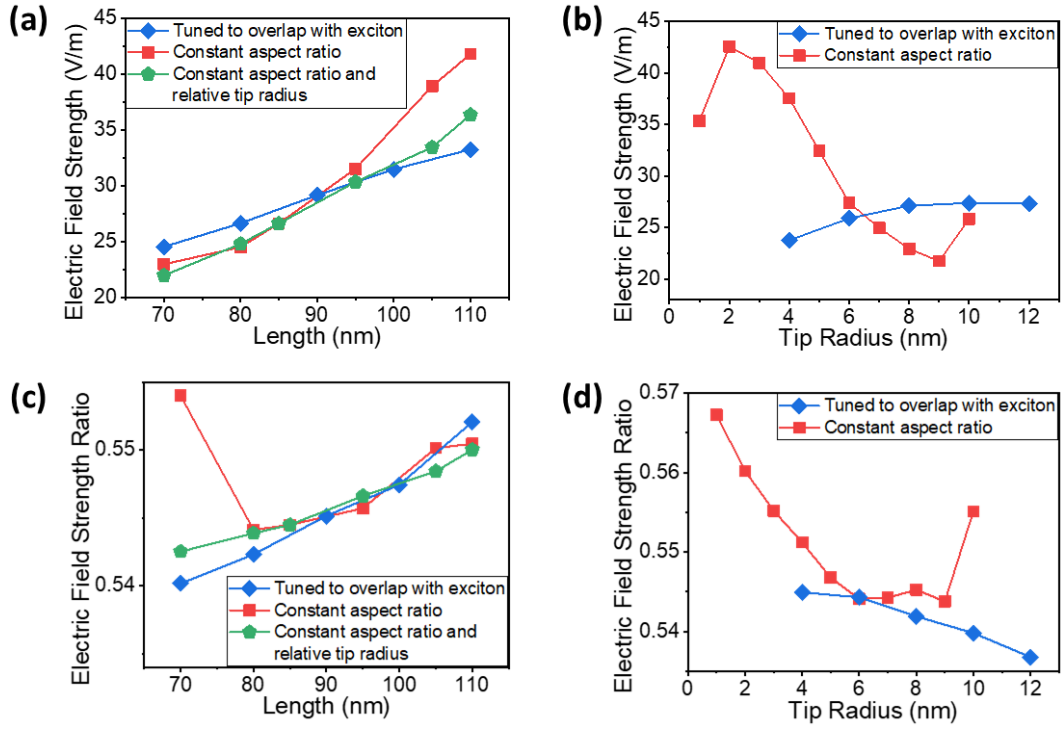 (a)
Electric Field Strength (V/m)
45
40
35
30
25
20
Tuned to overlap with exciton
Constant aspect ratio
Constant aspect ratio and
relative tip radius
70 80 90 100 110
Length (nm)
(b)
Electric Field Strength (V/m)
45
40
35
30
25
20
Tuned to overlap with exciton
Constant aspect ratio
0 2 4 6 8 10 12
Tip Radius (nm)
(c)
Electric Field Strength Ratio
0.55
0.54
Tuned to overlap with exciton
Constant aspect ratio
Constant aspect ratio and
relative tip radius
70 80 90 100 110
Length (nm)
(d)
Electric Field Strength Ratio
0.57
0.56
0.55
0.54
Tuned to overlap with exciton
Constant aspect ratio
0 2 4 6 8 10 12
Tip Radius (nm)